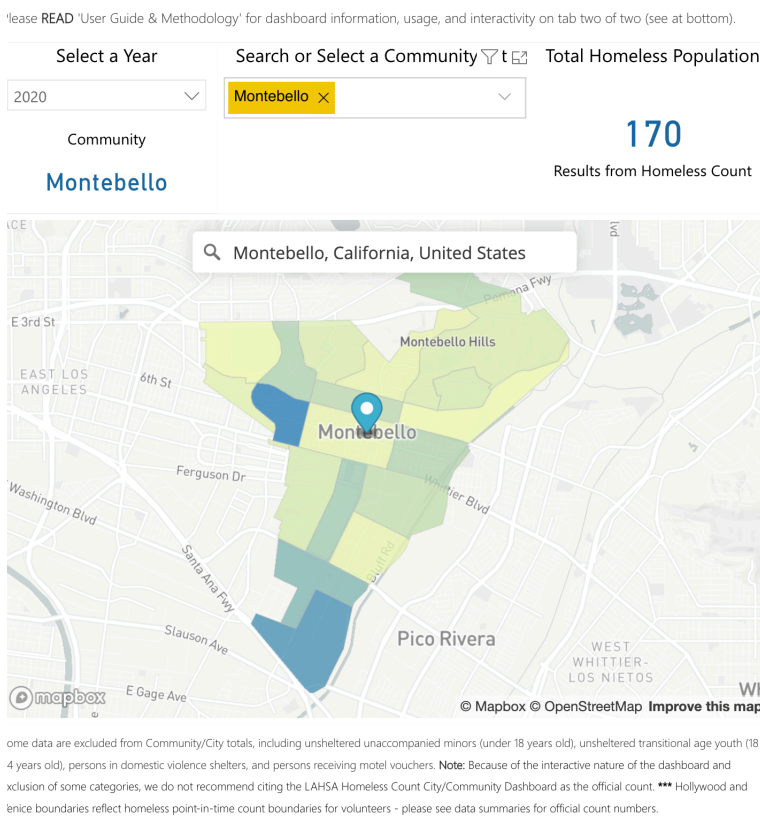 'lease READ 'User Guide & Methodology' for dashboard information, usage, and interactivity on tab two of two (see at bottom).
Select a Year
Search or Select a Community
t
Total Homeless Population
2020
Montebello
170
Community
Results from Homeless Count
Montebello
ACE
lvd
Montebello, California, United States
Pomona Fwy
E 3rd St
Montebello Hills
EAST LOS
ANGELES
6th St
Montebello
Ferguson Dr
Whittier Blvd
Washington Blvd
Santa Ana Fwy
Bluff Rd
Slauson Ave
Pico Rivera
WEST
WHITTIER-
LOS NIETOS
E Gage Ave
mapbox
WH
© Mapbox © OpenStreetMap Improve this map
ome data are excluded from Community/City totals, including unsheltered unaccompanied minors (under 18 years old), unsheltered transitional age youth (18
4 years old), persons in domestic violence shelters, and persons receiving motel vouchers. Note: Because of the interactive nature of the dashboard and
xclusion of some categories, we do not recommend citing the LAHSA Homeless Count City/Community Dashboard as the official count. *** Hollywood and
enice boundaries reflect homeless point-in-time count boundaries for volunteers - please see data summaries for official count numbers.